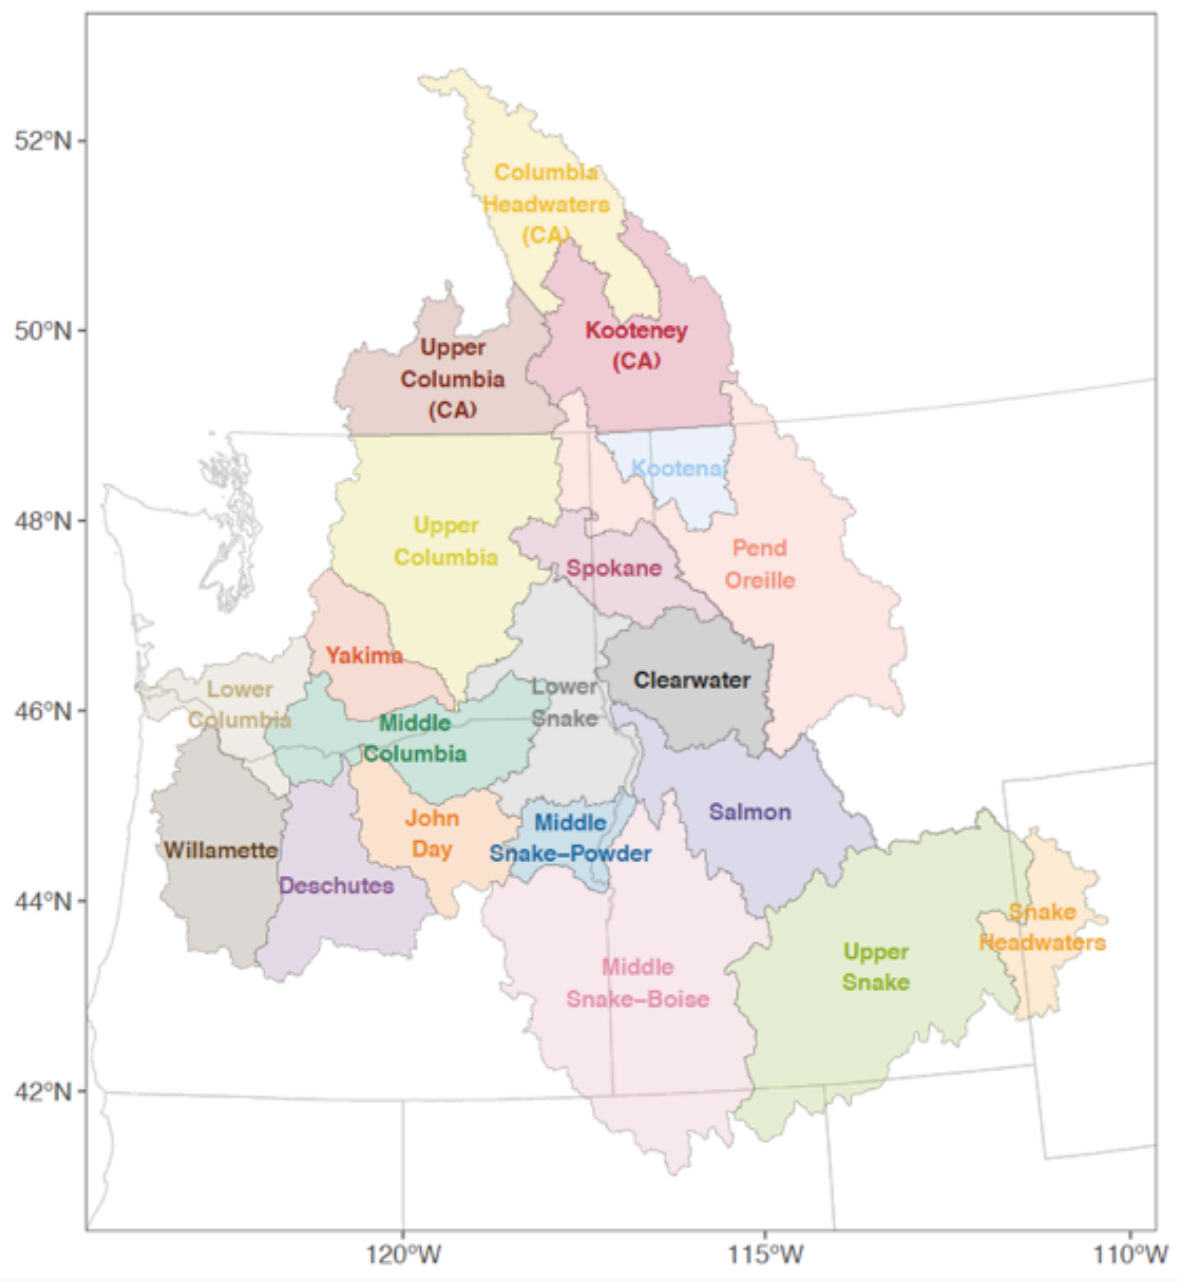 52°N
Columbia
Headwaters
(CA)
50°N
Kooteney
(CA)
Upper
Columbia
(CA)
Kootenai
48°N
Upper
Columbia
Pend
Oreille
Spokane
Yakima
Clearwater
Lower
Columbia
Lower
Snake
46°N
Middle
Columbia
Salmon
John
Day
Middle
Snake–Powder
Willamette
Deschutes
44°N
Snake
Headwaters
Upper
Snake
Middle
Snake–Boise
42°N
120°W
115°W
110°W